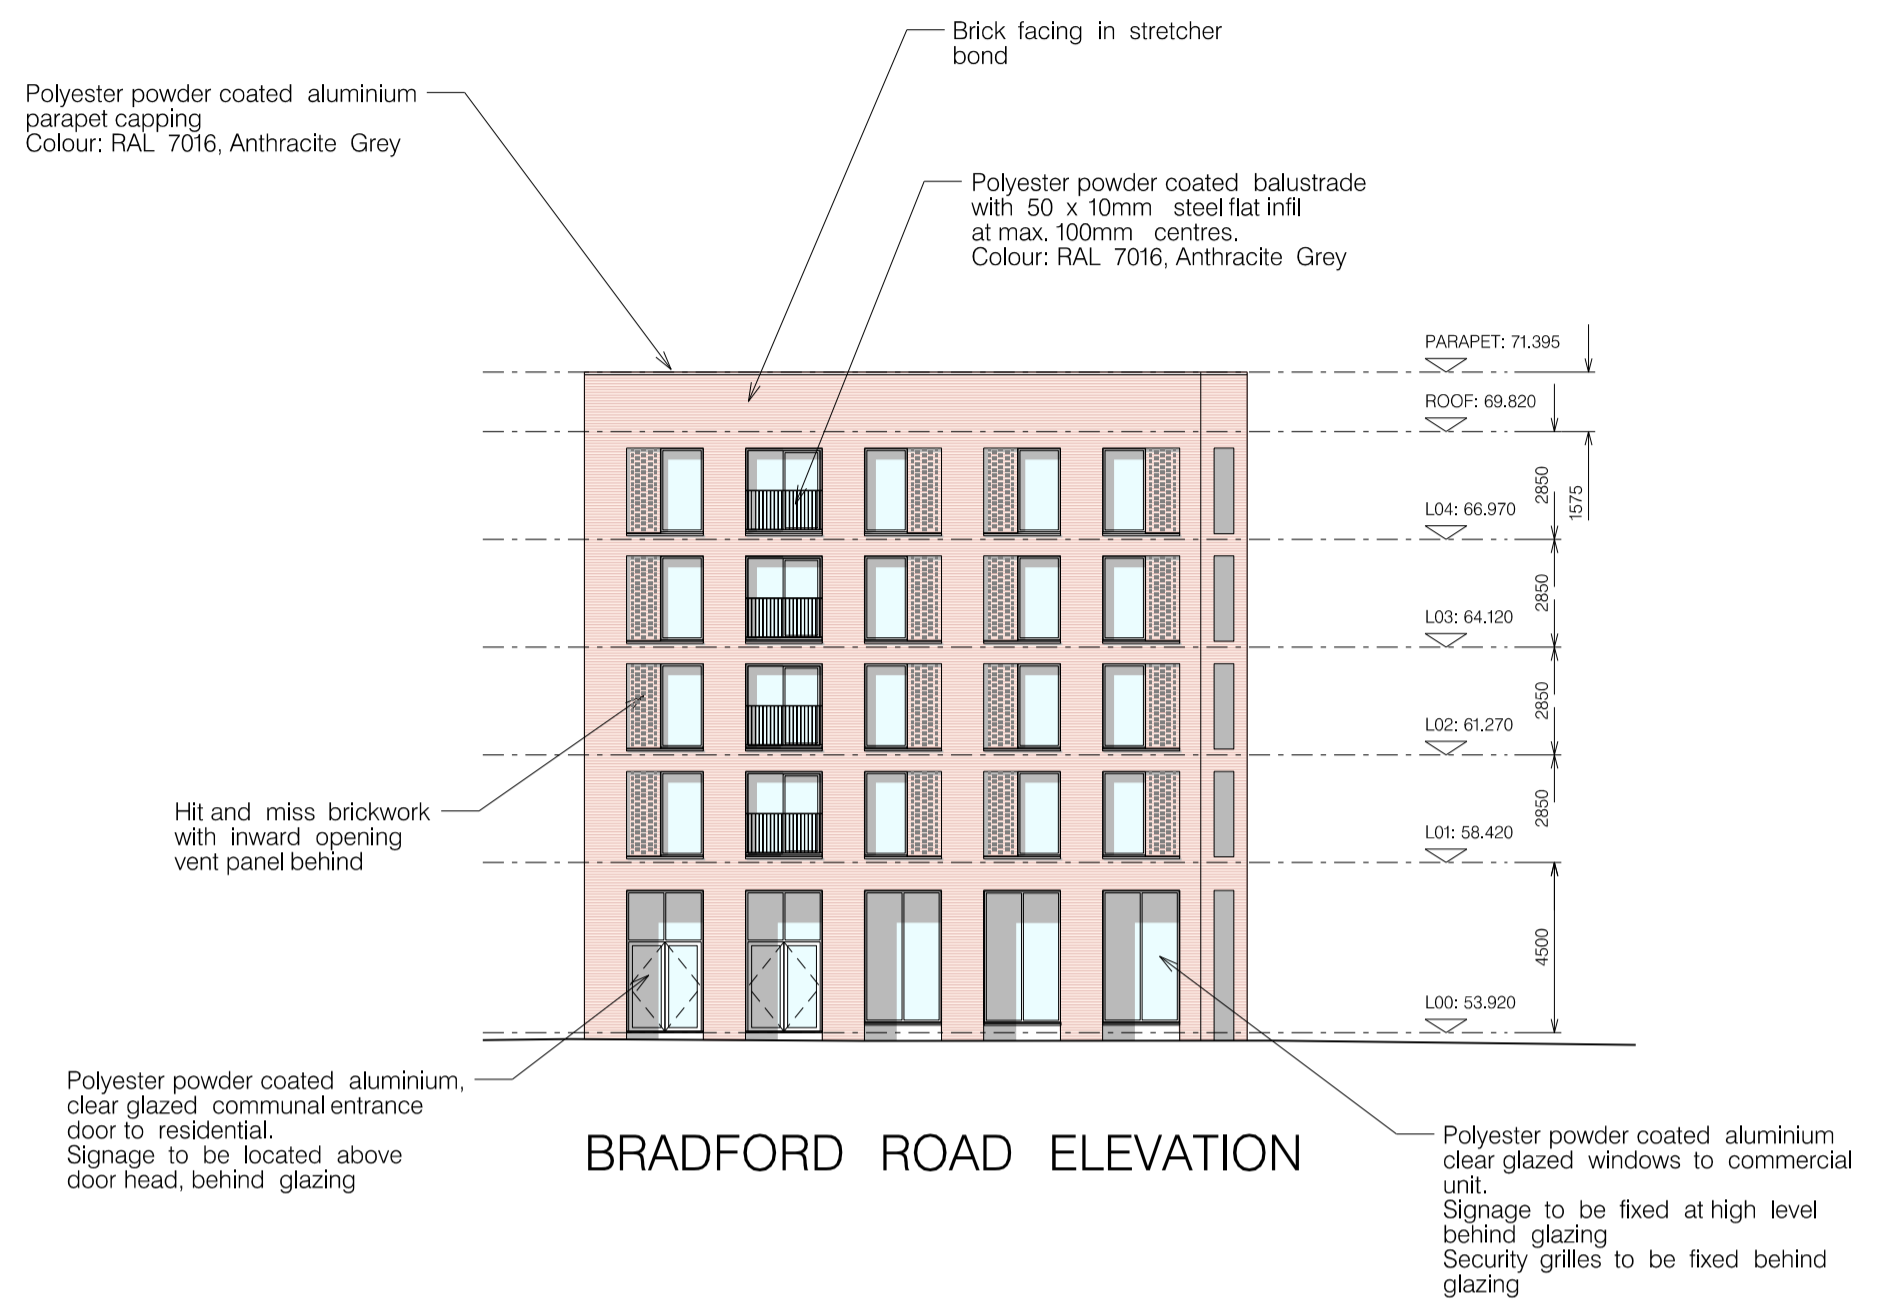 Brick facing in stretcher
bond
Polyester powder coated aluminium
parapet capping
Colour: RAL 7016, Anthracite Grey
Polyester powder coated balustrade
with 50 x 10mm steel flat infil
at max. 100mm centres.
Colour: RAL 7016, Anthracite Grey
PARAPET: 71.395
ROOF: 69.820
2850
1575
L04: 66.970
2850
L03: 64.120
2850
L02: 61.270
2850
L01: 58.420
4500
L00: 53.920
Hit and miss brickwork
with inward opening
vent panel behind
Polyester powder coated aluminium,
clear glazed communal entrance
door to residential.
Signage to be located above
door head, behind glazing
BRADFORD ROAD ELEVATION
Polyester powder coated aluminium
clear glazed windows to commercial
unit.
Signage to be fixed at high level
behind glazing
Security grilles to be fixed behind
glazing